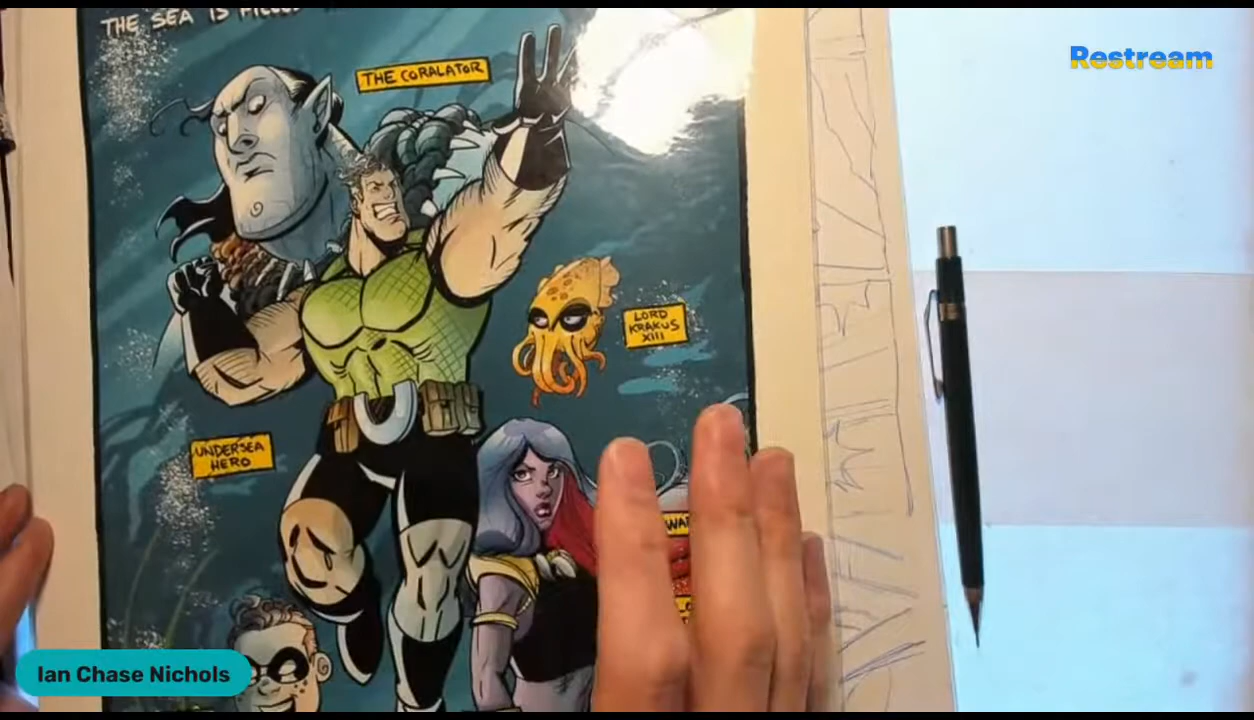 THE SEA IS
Restream
THE CORALATOR
LORD
KRAKUS
XIII
UNDERSEA
HERO
Ian Chase Nichols